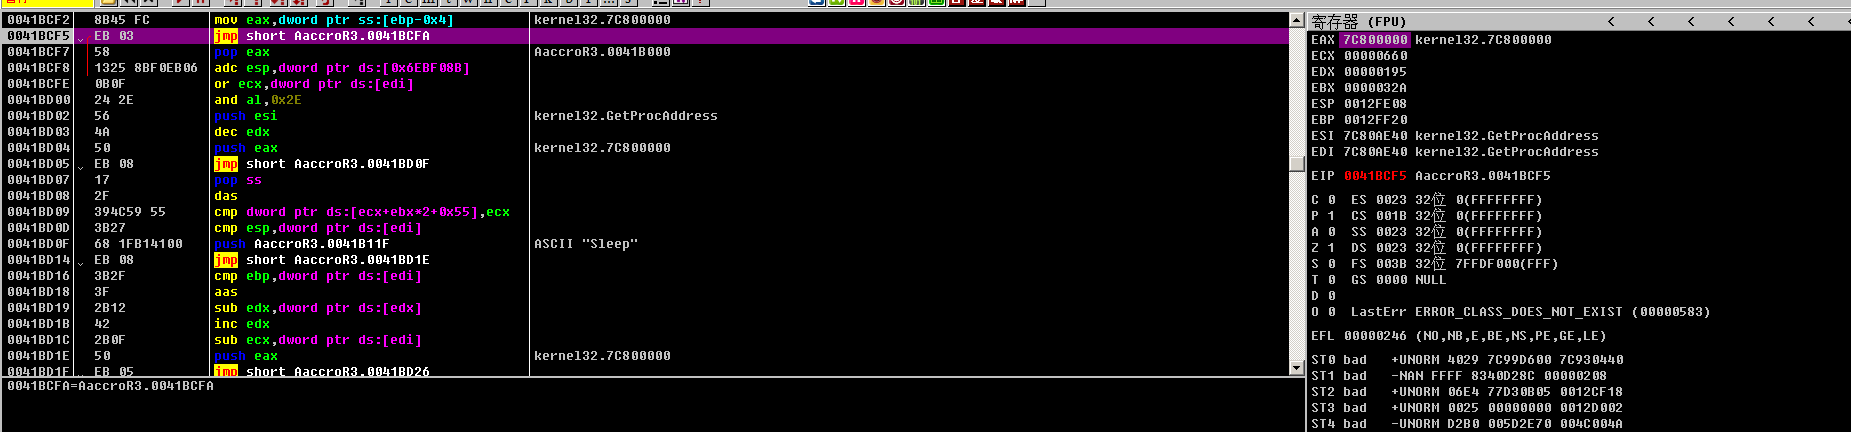 0041BCF2 8B45 FC mov eax,dword ptr ss:[ebp-0x4] kernel32.7C800000
0041BCF5 EB 03 jmp short AaccroR3.0041BCFA
0041BCF7 58 pop eax AaccroR3.0041B000
0041BCF8 1325 8BF0EB06 adc esp,dword ptr ds:[0x6EBF08B]
0041BCFE 0B0F or ecx,dword ptr ds:[edi]
0041BD00 24 2E and al,0x2E
0041BD02 56 push esi kernel32.GetProcAddress
0041BD03 4A dec edx
0041BD04 50 push eax kernel32.7C800000
0041BD05 EB 08 jmp short AaccroR3.0041BD0F
0041BD07 17 pop ss
0041BD08 2F das
0041BD09 394C59 55 cmp dword ptr ds:[ecx+ebx*2+0x55],ecx
0041BD0D 3B27 cmp esp,dword ptr ds:[edi]
0041BD0F 68 1FB14100 push AaccroR3.0041B11F ASCII "Sleep"
0041BD14 EB 08 jmp short AaccroR3.0041BD1E
0041BD16 3B2F cmp ebp,dword ptr ds:[edi]
0041BD18 3F aas
0041BD19 2B12 sub edx,dword ptr ds:[edx]
0041BD1B 42 inc edx
0041BD1C 2B0F sub ecx,dword ptr ds:[edi]
0041BD1E 50 push eax kernel32.7C800000
0041BD1F EB 05 jmp short AaccroR3.0041BD26
0041BCFA=AaccroR3.0041BCFA
寄存器 (FPU) < < < < < < <
EAX 7C800000 kernel32.7C800000
ECX 00000660
EDX 00000195
EBX 0000032A
ESP 0012FE08
EBP 0012FF20
ESI 7C80AE40 kernel32.GetProcAddress
EDI 7C80AE40 kernel32.GetProcAddress
EIP 0041BCF5 AaccroR3.0041BCF5
C 0 ES 0023 32位 0(FFFFFFFF)
P 1 CS 001B 32位 0(FFFFFFFF)
A 0 SS 0023 32位 0(FFFFFFFF)
Z 1 DS 0023 32位 0(FFFFFFFF)
S 0 FS 003B 32位 7FFDF000(FFF)
T 0 GS 0000 NULL
D 0
O 0 LastErr ERROR_CLASS_DOES_NOT_EXIST (00000583)
EFL 00000246 (NO,NB,E,BE,NS,PE,GE,LE)
ST0 bad +UNORM 4029 7C99D600 7C930440
ST1 bad -NAN FFFF 8340D28C 00000208
ST2 bad +UNORM 06E4 77D30B05 0012CF18
ST3 bad +UNORM 0025 00000000 0012D002
ST4 bad -UNORM D2B0 005D2E70 004C004A